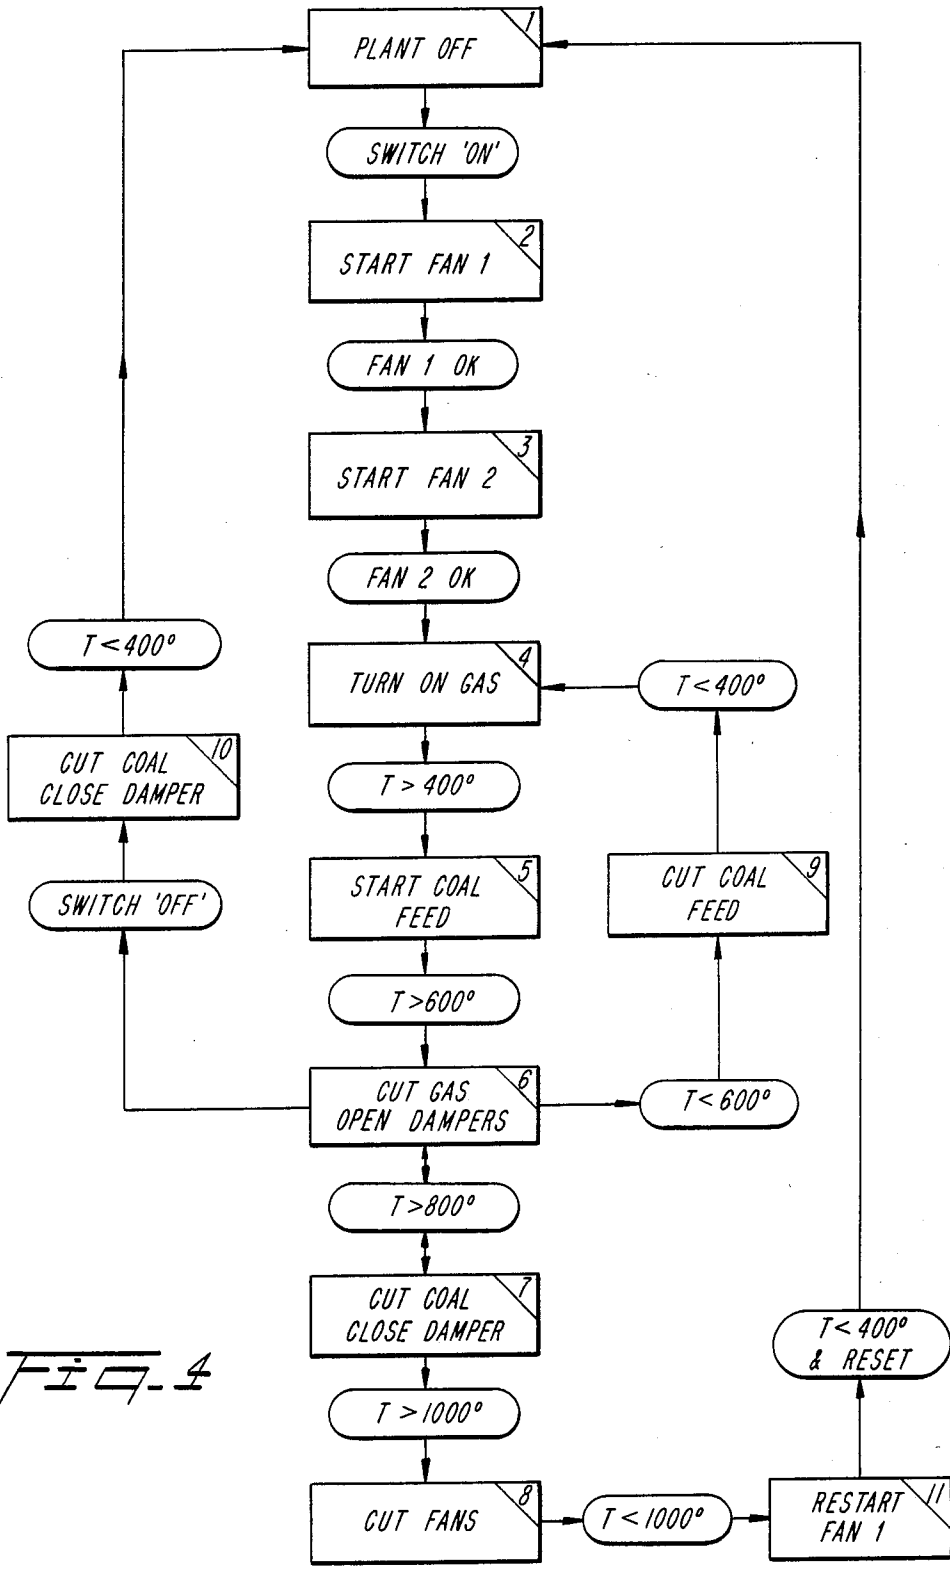 1
PLANT OFF
SWITCH 'ON'
2
START FAN 1
FAN 1 OK
3
START FAN 2
FAN 2 OK
4
TURN ON GAS
T<400°
T<400°
10
CUT COAL
CLOSE DAMPER
T>400°
SWITCH 'OFF'
5
START COAL
FEED
9
CUT COAL
FEED
T>600°
6
CUT GAS
OPEN DAMPERS
T<600°
T>800°
7
CUT COAL
CLOSE DAMPER
T<400°
& RESET
T>1000°
8
CUT FANS
T<1000°
11
RESTART
FAN 1
Fig. 4